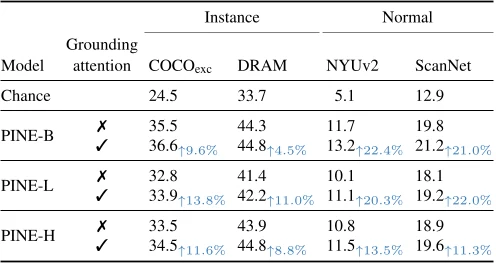 Instance Normal
Grounding
Model attention COCOexc DRAM NYUv2 ScanNet
Chance 24.5 33.7 5.1 12.9
✗ 35.5 44.3 11.7 19.8
PINE-B
✓ 36.6↑9.6% 44.8↑4.5% 13.2↑22.4% 21.2↑21.0%
✗ 32.8 41.4 10.1 18.1
PINE-L
✓ 33.9↑13.8% 42.2↑11.0% 11.1↑20.3% 19.2↑22.0%
✗ 33.5 43.9 10.8 18.9
PINE-H
✓ 34.5↑11.6% 44.8↑8.8% 11.5↑13.5% 19.6↑11.3%